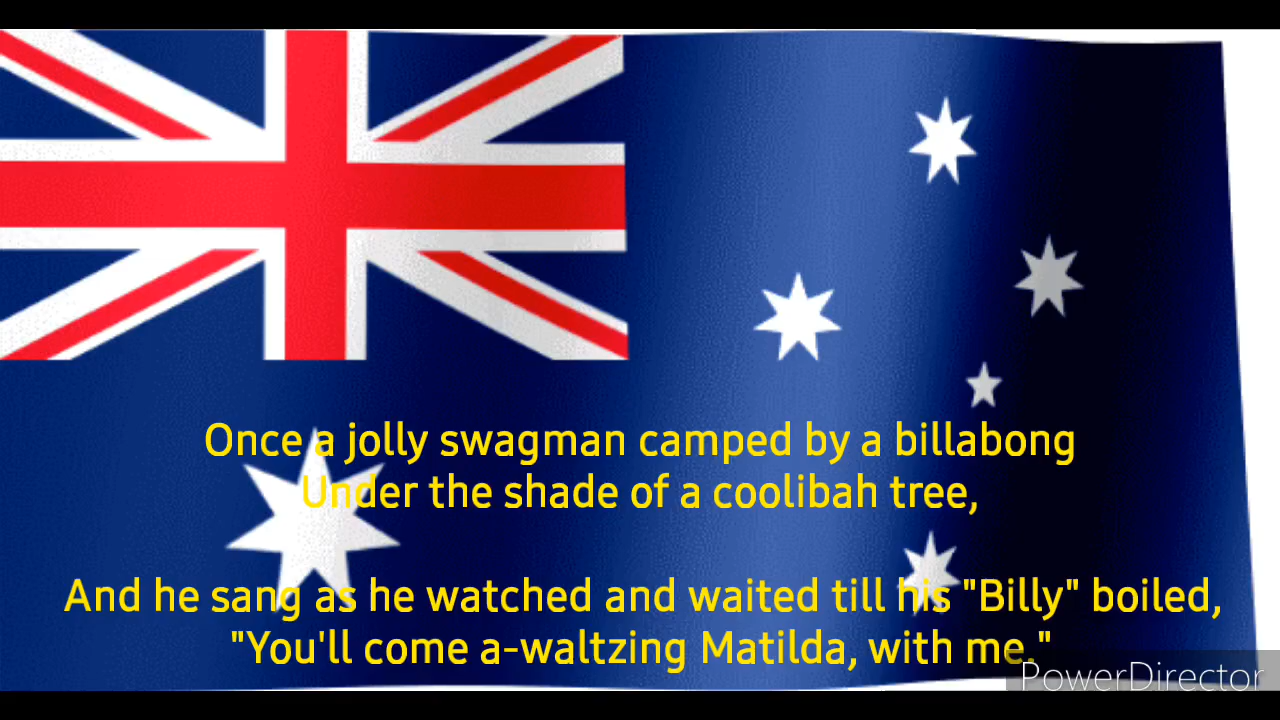 Once a jolly swagman camped by a billabong
Under the shade of a coolibah tree,
And he sang as he watched and waited till his "Billy" boiled,
"You'll come a-waltzing Matilda, with me."
PowerDirector